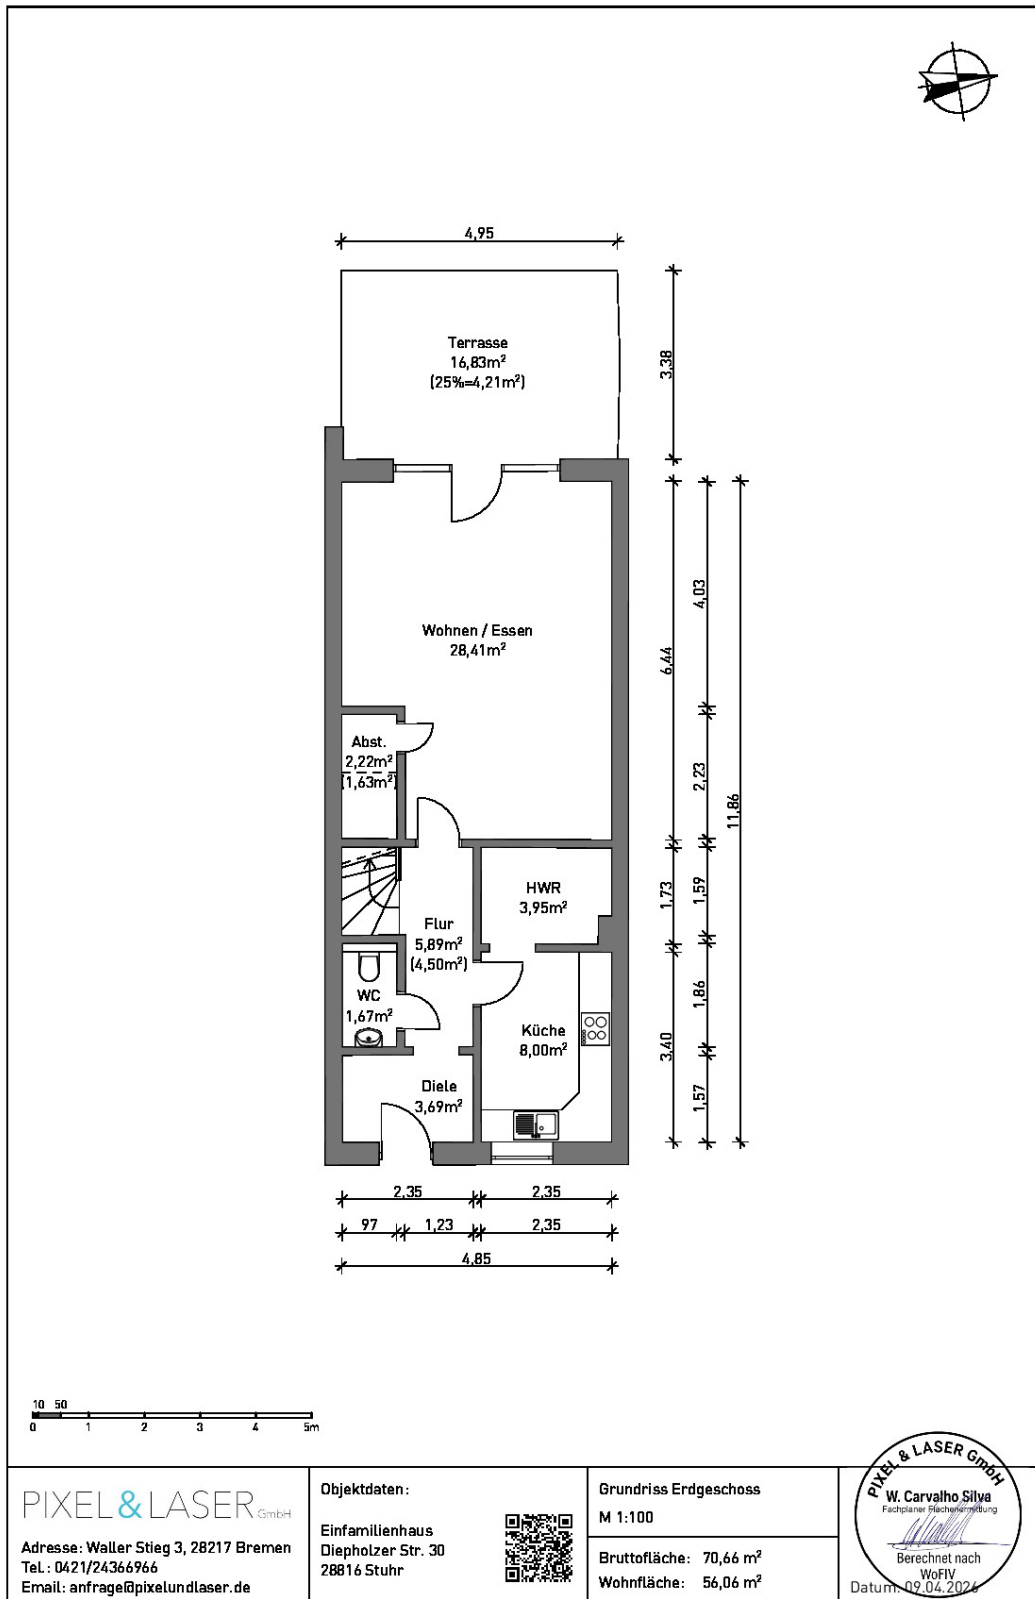 4,95
Terrasse
16,83m²
(25%=4,21m²)
3,38
Wohnen / Essen
28,41m²
4,03
6,44
Abst.
2,22m²
(1,63m²)
2,23
11,86
HWR
3,95m²
1,73
1,59
Flur
5,89m²
(4,50m²)
WC
1,67m²
1,86
Küche
8,00m²
3,40
Diele
3,69m²
1,57
2,35 2,35
97 1,23 2,35
4,85
10 50
0 1 2 3 4 5m
PIXEL & LASER GmbH
Adresse: Waller Stieg 3, 28217 Bremen
Tel.: 0421/24366966
Email: anfrage@pixelundlaser.de
Objektdaten:
Einfamilienhaus
Diepholzer Str. 30
28816 Stuhr
Grundriss Erdgeschoss
M 1:100
Bruttofläche: 70,66 m²
Wohnfläche: 56,06 m²
PIXEL & LASER GmbH
W. Carvalho Silva
Fachplaner Flächenermittlung
Berechnet nach
WoFlV
Datum: 09.04.2026